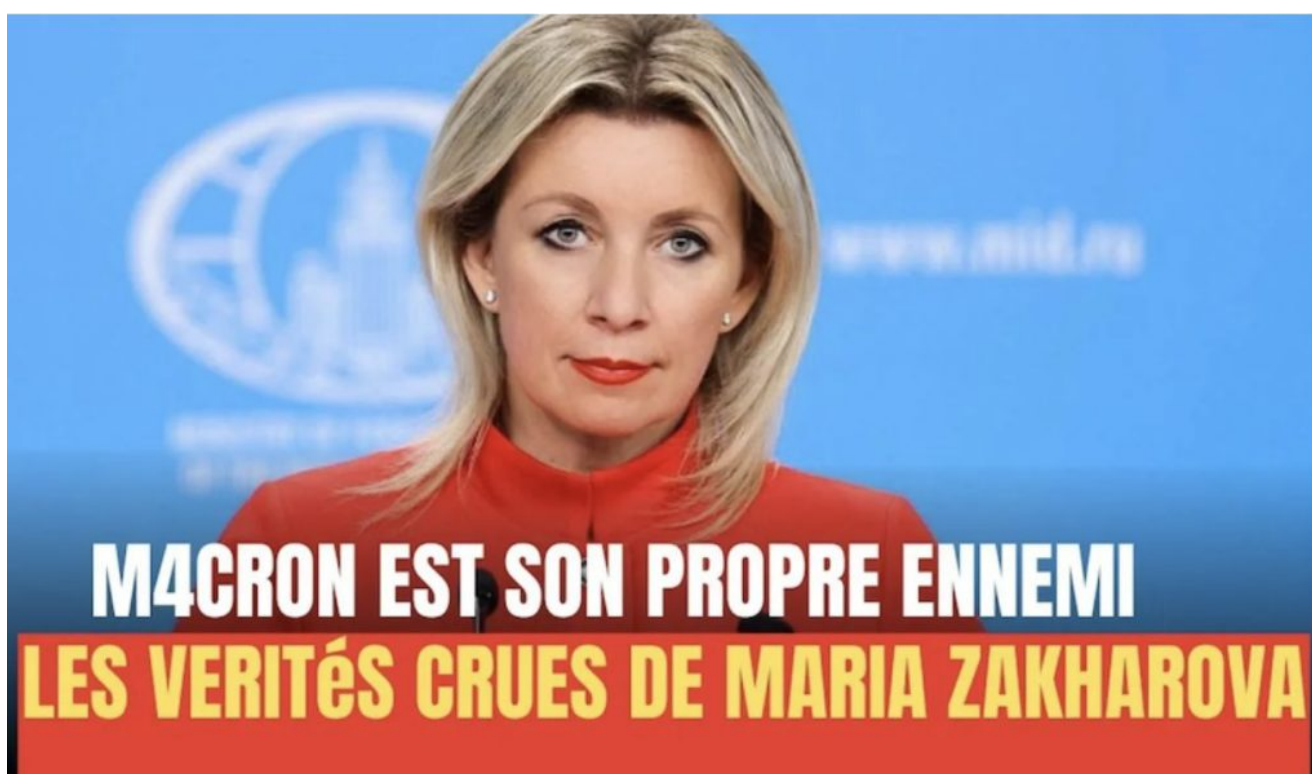 www.mid.ru
M4CRON EST SON PROPRE ENNEMI
LES VERITéS CRUES DE MARIA ZAKHAROVA